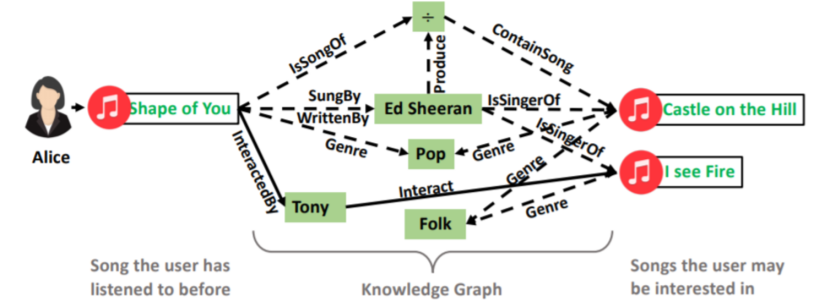 ÷
IsSongOf
Produce
ContainSong
Shape of You
SungBy
WrittenBy
Ed Sheeran
IsSingerOf
IsSingerOf
Castle on the Hill
Alice
Genre
Pop
Genre
InteractedBy
Genre
I see Fire
Tony
Interact
Folk
Genre
Song the user has
listened to before
Knowledge Graph
Songs the user may
be interested in